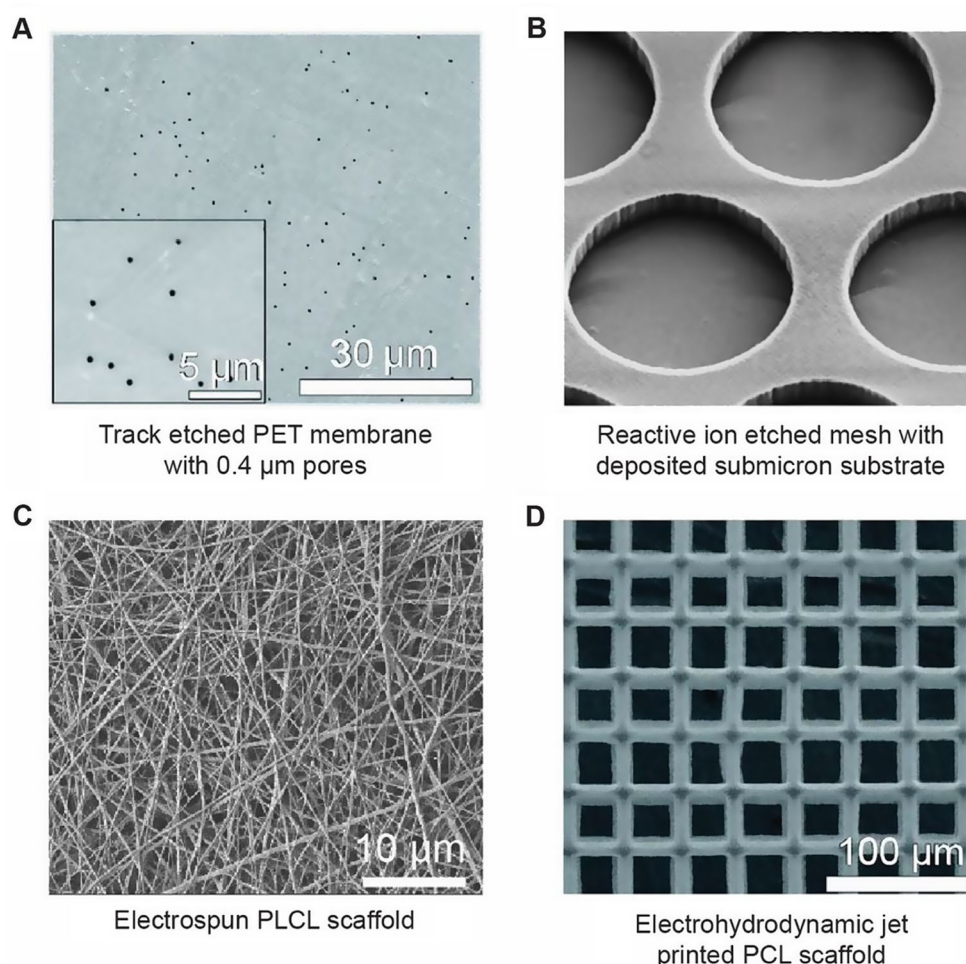 A
B
5 µm
30 µm
Track etched PET membrane
with 0.4 µm pores
Reactive ion etched mesh with
deposited submicron substrate
C
D
10 µm
100 µm
Electrospun PLCL scaffold
Electrohydrodynamic jet
printed PCL scaffold